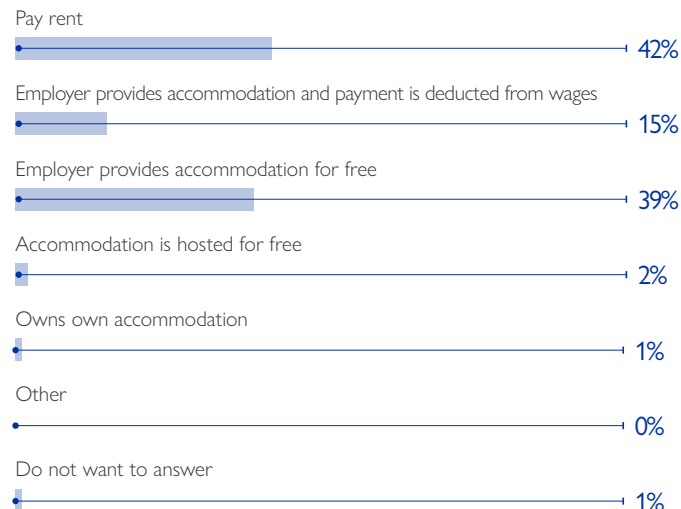 Pay rent
42%
Employer provides accommodation and payment is deducted from wages
15%
Employer provides accommodation for free
39%
Accommodation is hosted for free
2%
Owns own accommodation
1%
Other
0%
Do not want to answer
1%